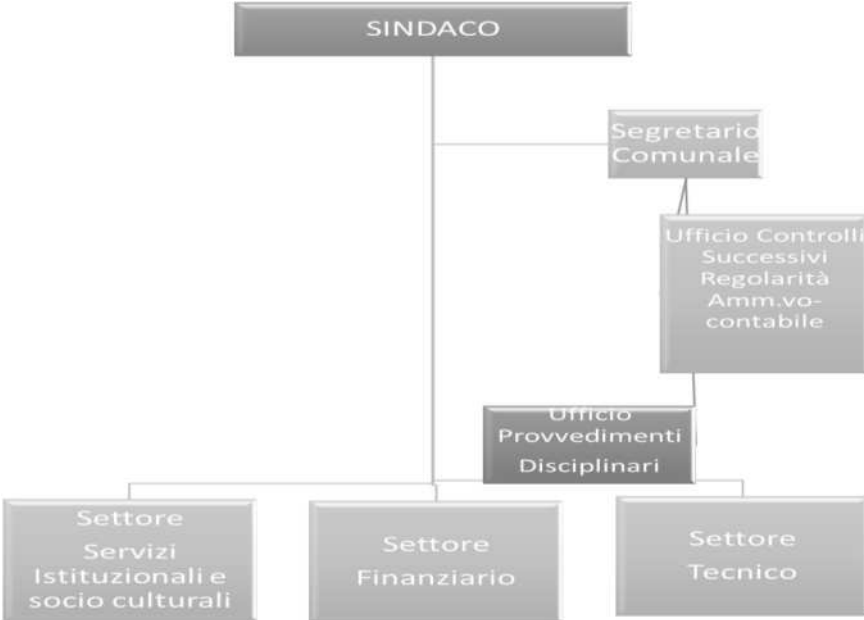 SINDACO
Segretario
Comunale
Ufficio Controlli
Successivi
Regolarità
Amm.vo-
contabile
Ufficio
Provvedimenti
Disciplinari
Settore
Servizi
Istituzionali e
socio culturali
Settore
Finanziario
Settore
Tecnico